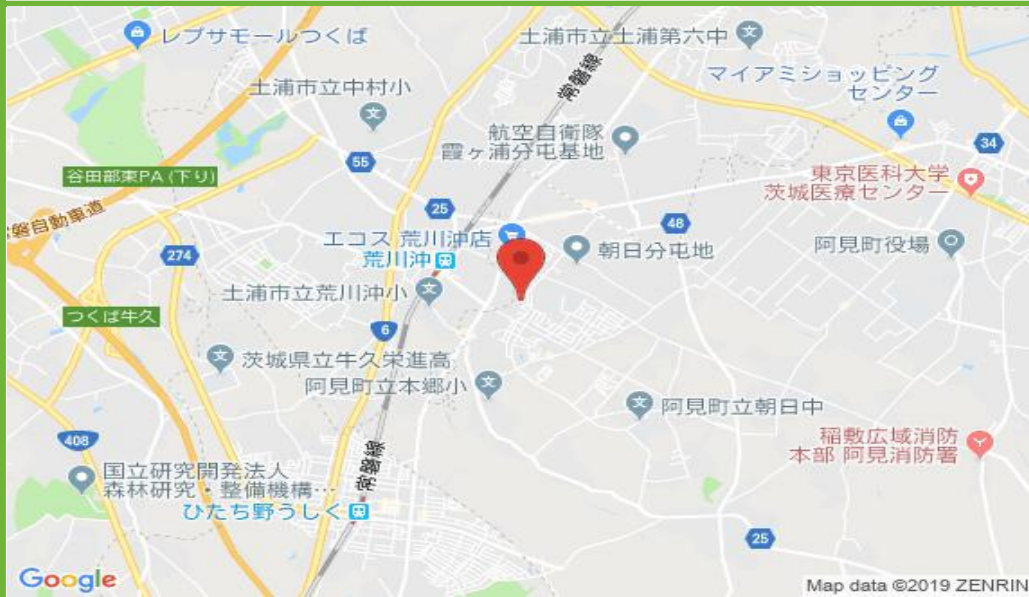 レプサモールつくば
土浦市立土浦第六中
マイアミショッピング
センター
土浦市立中村小
常磐線
航空自衛隊
霞ヶ浦分屯基地
34
55
谷田部東PA (下り)
東京医科大学
茨城医療センター
常磐自動車道
25
48
エコス 荒川沖店
荒川沖
朝日分屯地
阿見町役場
274
土浦市立荒川沖小
つくば牛久
6
茨城県立牛久栄進高
阿見町立本郷小
阿見町立朝日中
稲敷広域消防
本部 阿見消防署
408
常磐線
国立研究開発法人
森林研究・整備機構…
ひたち野うしく
25
Google
Map data ©2019 ZENRIN